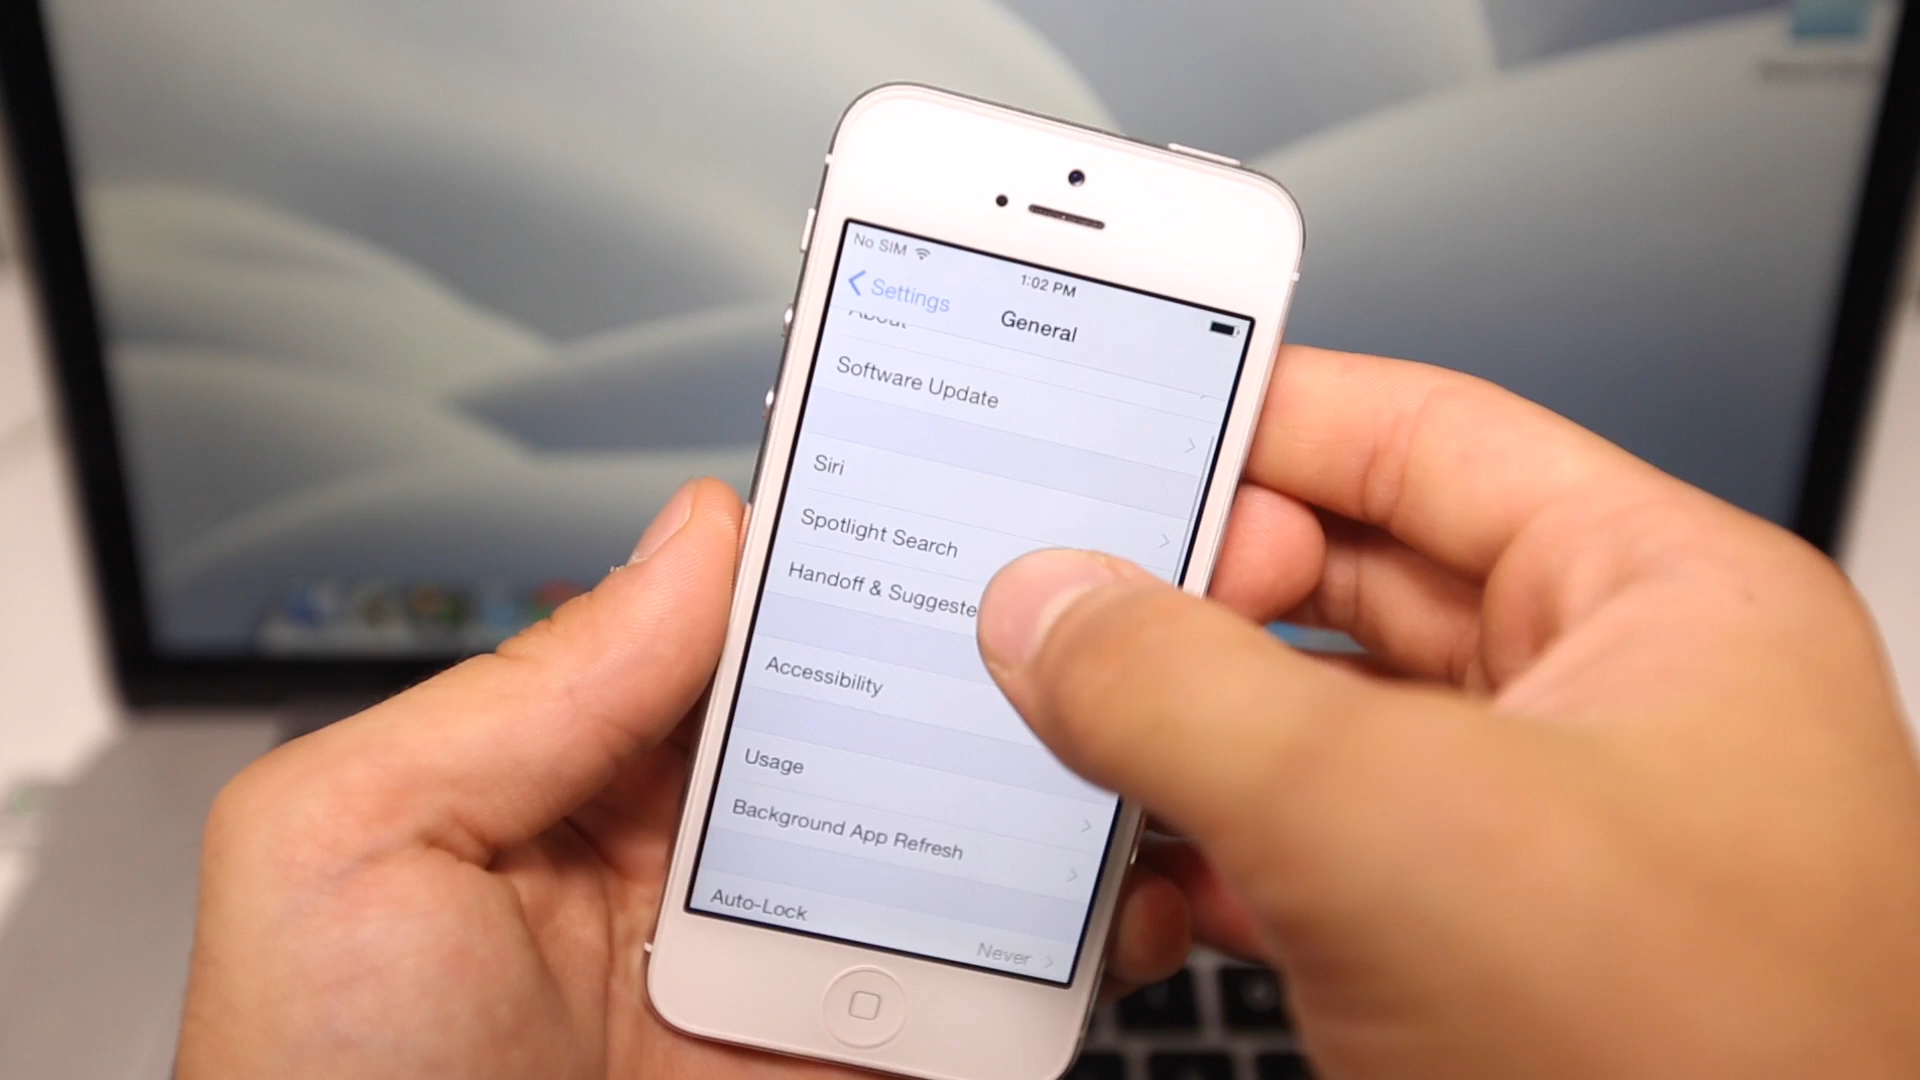 No SIM
1:02 PM
Settings
General
About
Software Update
Siri
Spotlight Search
Handoff & Suggeste
Accessibility
Usage
Background App Refresh
Auto-Lock
Never